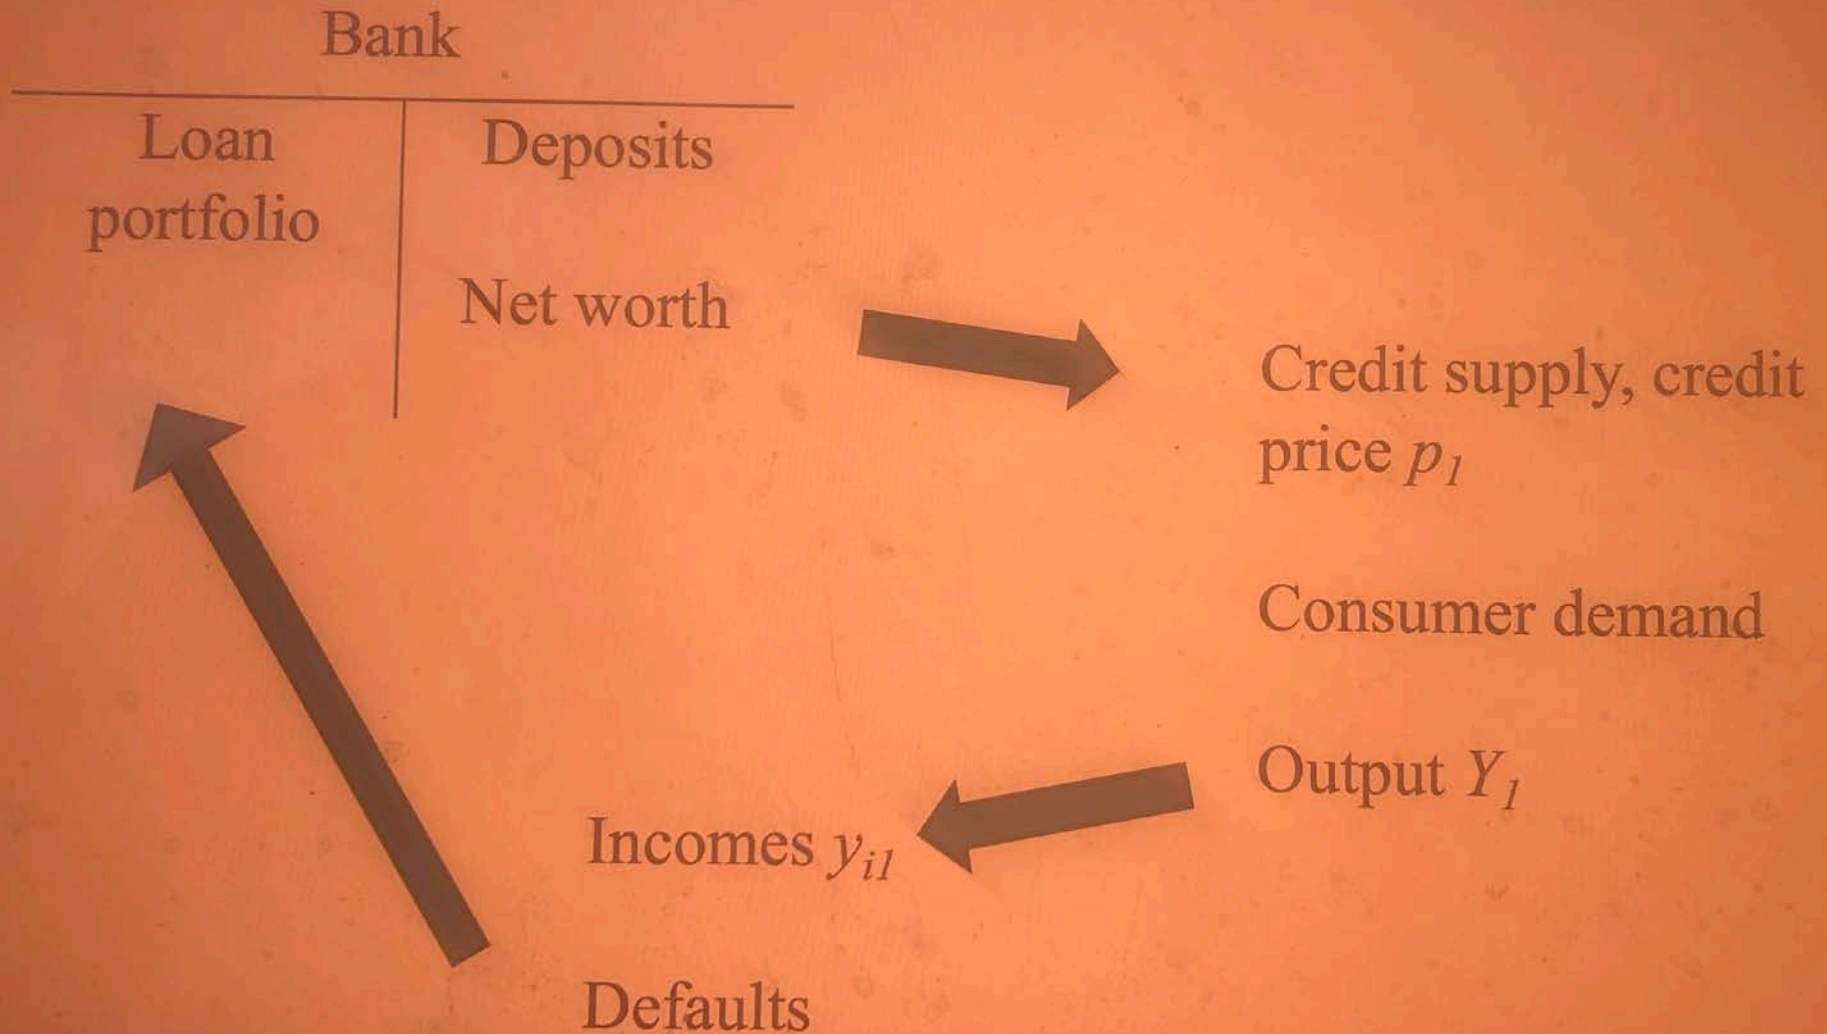 Bank
Loan
portfolio
Deposits
Net worth
Credit supply, credit
price p₁
Consumer demand
Output Y₁
Incomes yᵢ₁
Defaults